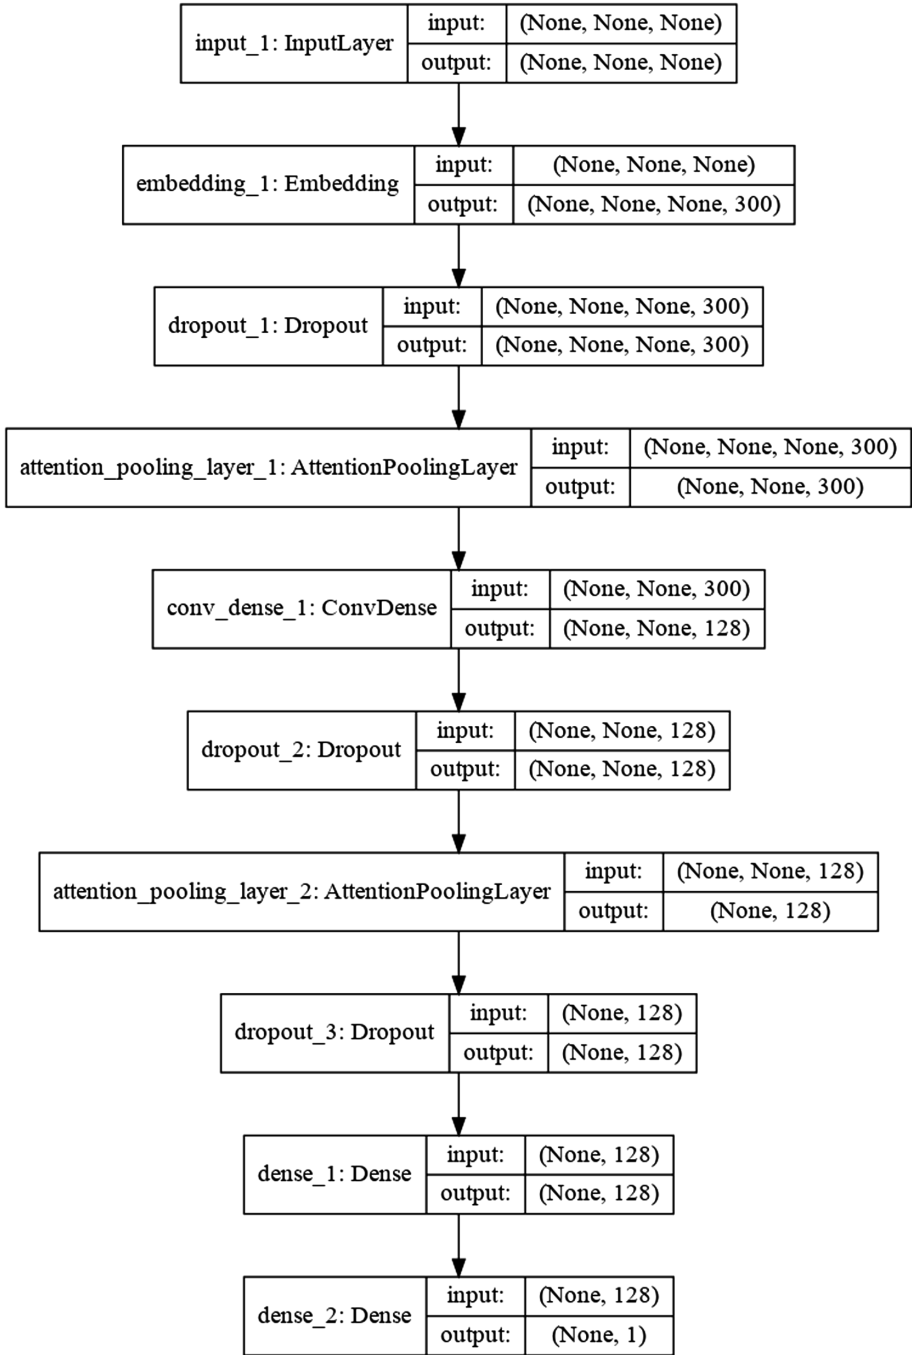 input_1: InputLayer
input: (None, None, None)
output: (None, None, None)
embedding_1: Embedding
input: (None, None, None)
output: (None, None, None, 300)
dropout_1: Dropout
input: (None, None, None, 300)
output: (None, None, None, 300)
attention_pooling_layer_1: AttentionPoolingLayer
input: (None, None, None, 300)
output: (None, None, 300)
conv_dense_1: ConvDense
input: (None, None, 300)
output: (None, None, 128)
dropout_2: Dropout
input: (None, None, 128)
output: (None, None, 128)
attention_pooling_layer_2: AttentionPoolingLayer
input: (None, None, 128)
output: (None, 128)
dropout_3: Dropout
input: (None, 128)
output: (None, 128)
dense_1: Dense
input: (None, 128)
output: (None, 128)
dense_2: Dense
input: (None, 128)
output: (None, 1)